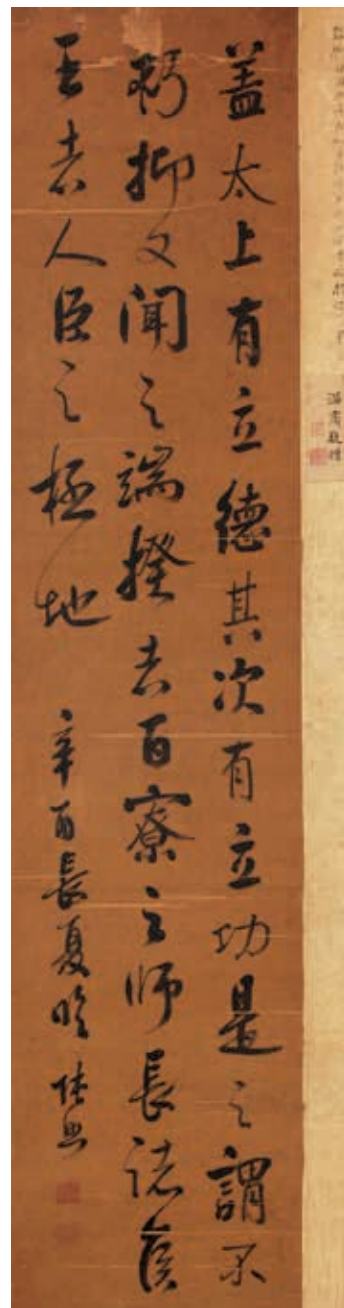 盖太上有立德其次有立功是之謂不
朽抑又聞之端揆者百寮之師長諸侯
王者人臣之極地 辛酉長夏臨